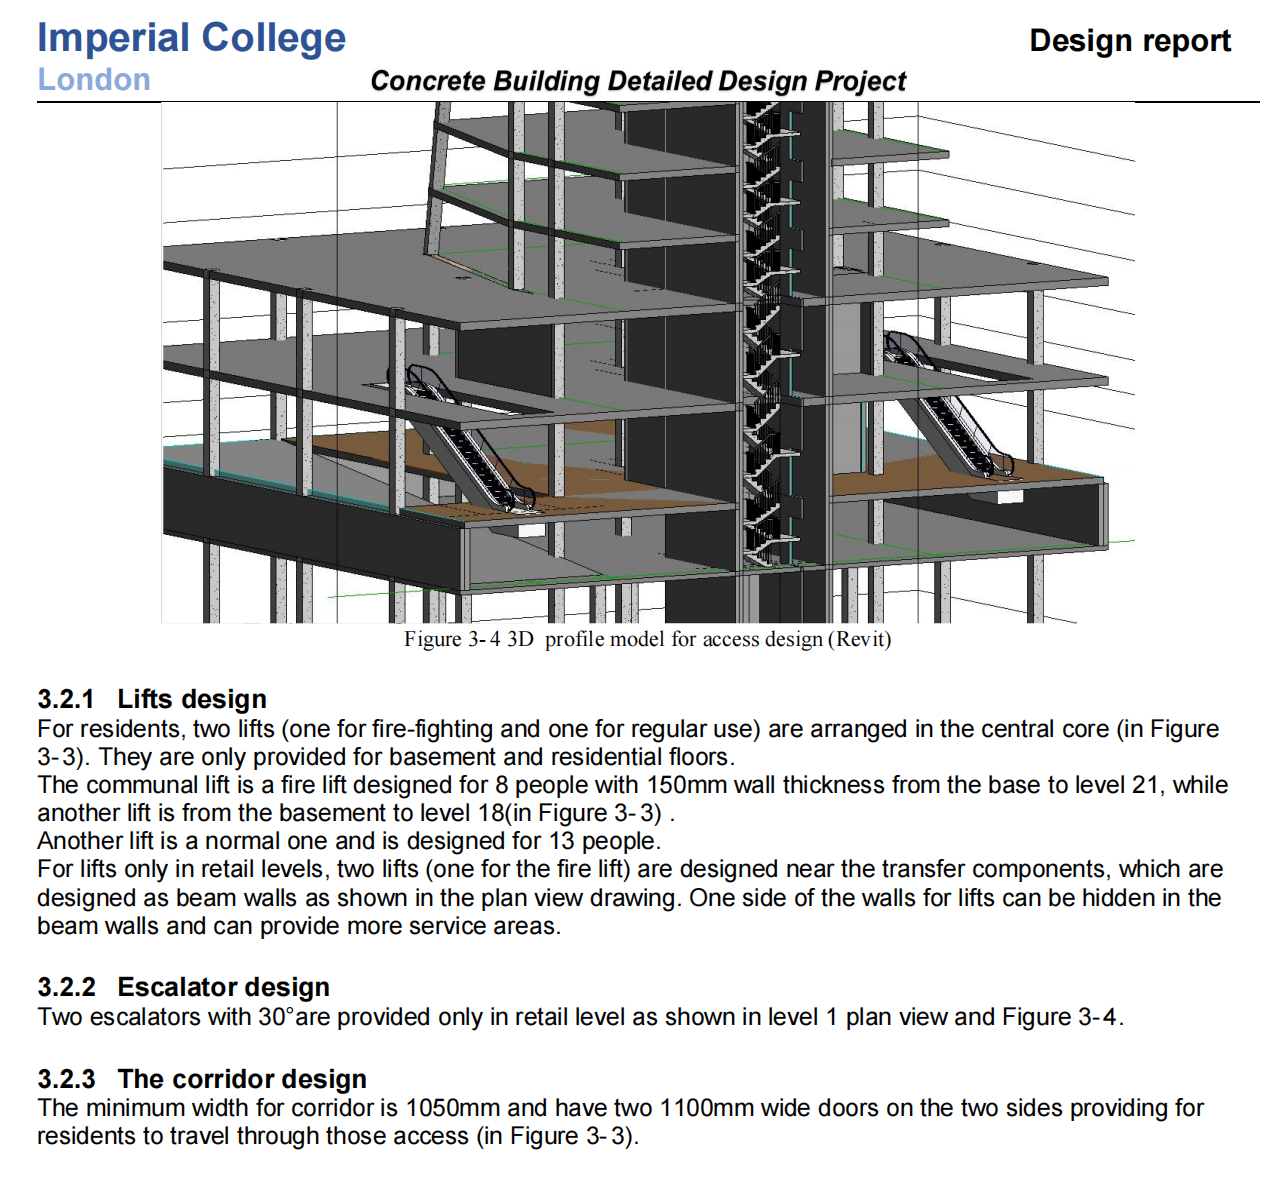 Imperial College
London
Design report
Concrete Building Detailed Design Project
Figure 3-4 3D profile model for access design (Revit)
3.2.1 Lifts design
For residents, two lifts (one for fire-fighting and one for regular use) are arranged in the central core (in Figure
3-3). They are only provided for basement and residential floors.
The communal lift is a fire lift designed for 8 people with 150mm wall thickness from the base to level 21, while
another lift is from the basement to level 18(in Figure 3-3) .
Another lift is a normal one and is designed for 13 people.
For lifts only in retail levels, two lifts (one for the fire lift) are designed near the transfer components, which are
designed as beam walls as shown in the plan view drawing. One side of the walls for lifts can be hidden in the
beam walls and can provide more service areas.
3.2.2 Escalator design
Two escalators with 30°are provided only in retail level as shown in level 1 plan view and Figure 3-4.
3.2.3 The corridor design
The minimum width for corridor is 1050mm and have two 1100mm wide doors on the two sides providing for
residents to travel through those access (in Figure 3-3).